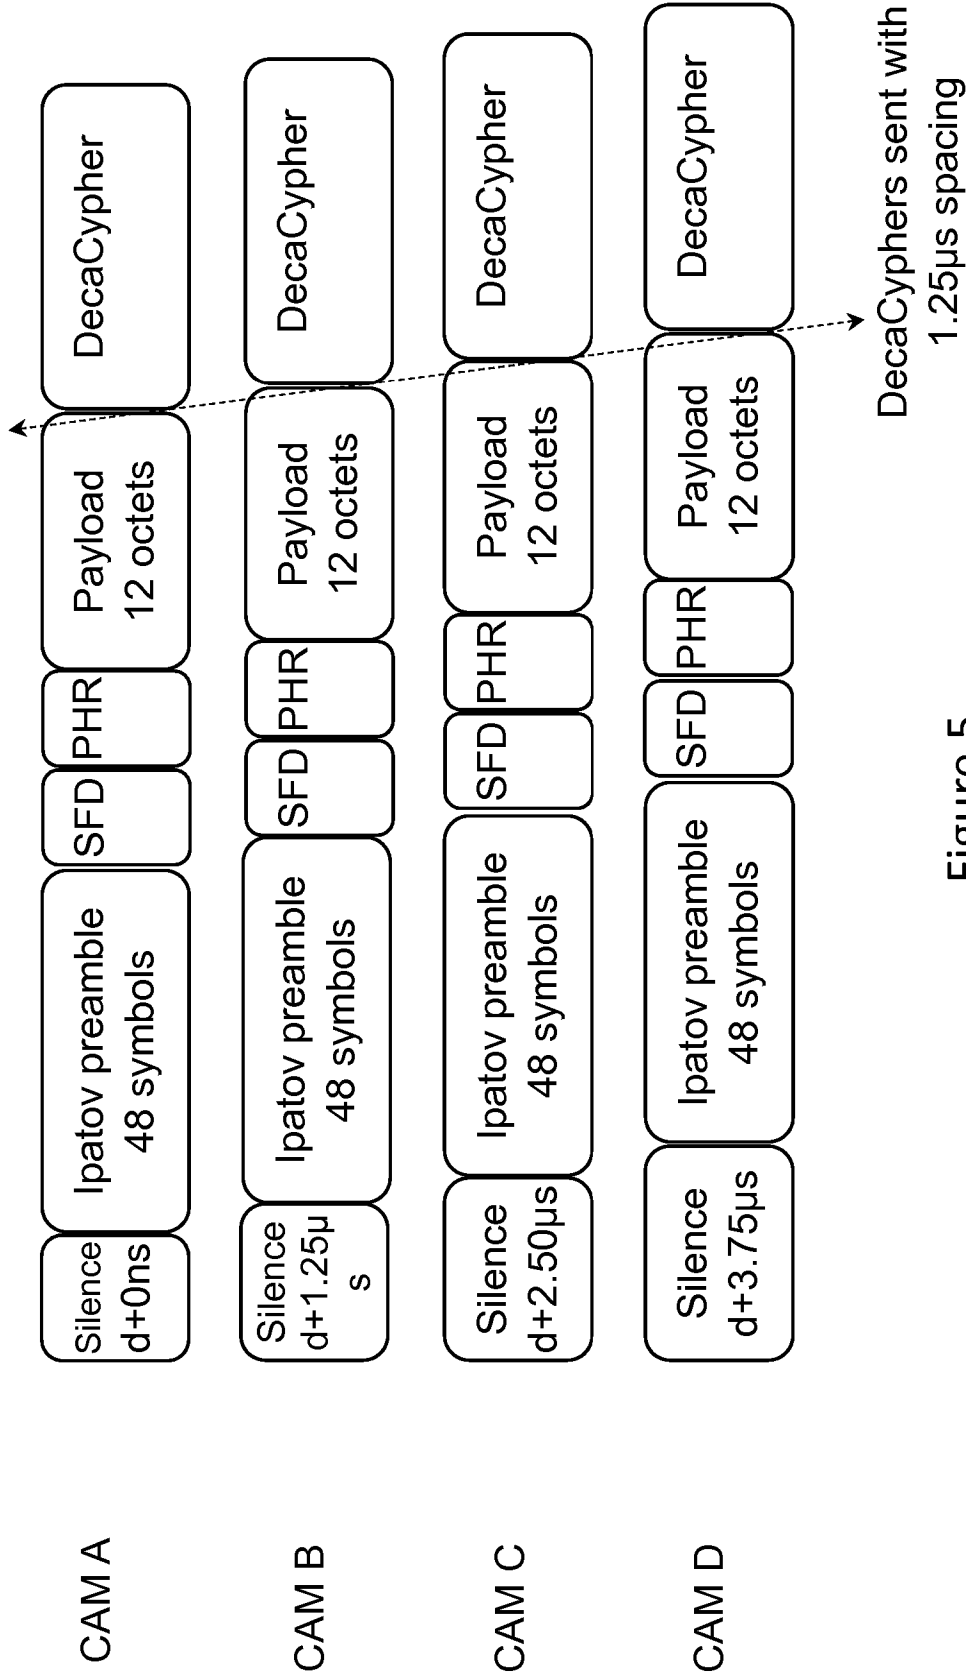 CAM A
Silence
d+0ns
Ipatov preamble
48 symbols
SFD
PHR
Payload
12 octets
DecaCypher
CAM B
Silence
d+1.25µ
s
Ipatov preamble
48 symbols
SFD
PHR
Payload
12 octets
DecaCypher
CAM C
Silence
d+2.50µs
Ipatov preamble
48 symbols
SFD
PHR
Payload
12 octets
DecaCypher
CAM D
Silence
d+3.75µs
Ipatov preamble
48 symbols
SFD
PHR
Payload
12 octets
DecaCypher
DecaCyphers sent with
1.25µs spacing
Figure 5